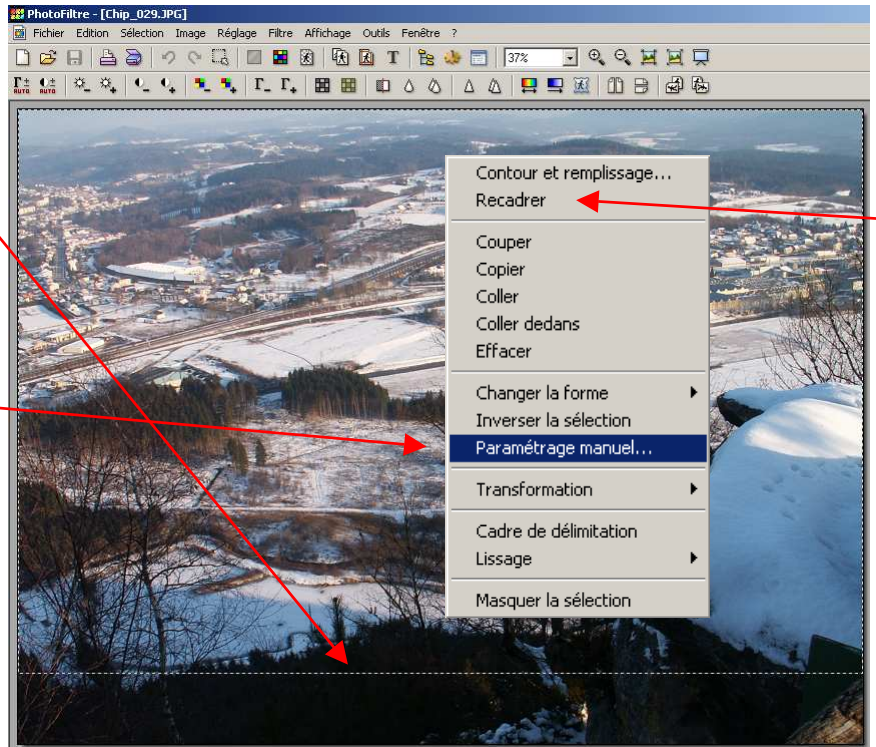 PhotoFiltre - [Chip_029.JPG]
Fichier Edition Sélection Image Réglage Filtre Affichage Outils Fenêtre ?
T 37%
AUTO AUTO
Contour et remplissage...
Recadrer
Couper
Copier
Coller
Coller dedans
Effacer
Changer la forme
Inverser la sélection
Paramétrage manuel...
Transformation
Cadre de délimitation
Lissage
Masquer la sélection